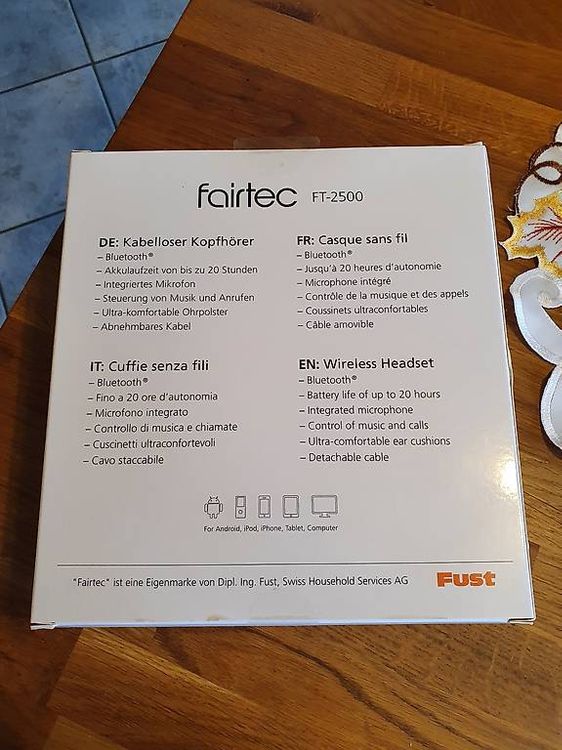 fairtec FT-2500
DE: Kabelloser Kopfhörer
– Bluetooth®
– Akkulaufzeit von bis zu 20 Stunden
– Integriertes Mikrofon
– Steuerung von Musik und Anrufen
– Ultra-komfortable Ohrpolster
– Abnehmbares Kabel
FR: Casque sans fil
– Bluetooth®
– Jusqu'à 20 heures d'autonomie
– Microphone intégré
– Contrôle de la musique et des appels
– Coussinets ultraconfortables
– Câble amovible
IT: Cuffie senza fili
– Bluetooth®
– Fino a 20 ore d'autonomia
– Microfono integrato
– Controllo di musica e chiamate
– Cuscinetti ultraconfortevoli
– Cavo staccabile
EN: Wireless Headset
– Bluetooth®
– Battery life of up to 20 hours
– Integrated microphone
– Control of music and calls
– Ultra-comfortable ear cushions
– Detachable cable
For Android, iPod, iPhone, Tablet, Computer
"Fairtec" ist eine Eigenmarke von Dipl. Ing. Fust, Swiss Household Services AG
Fust